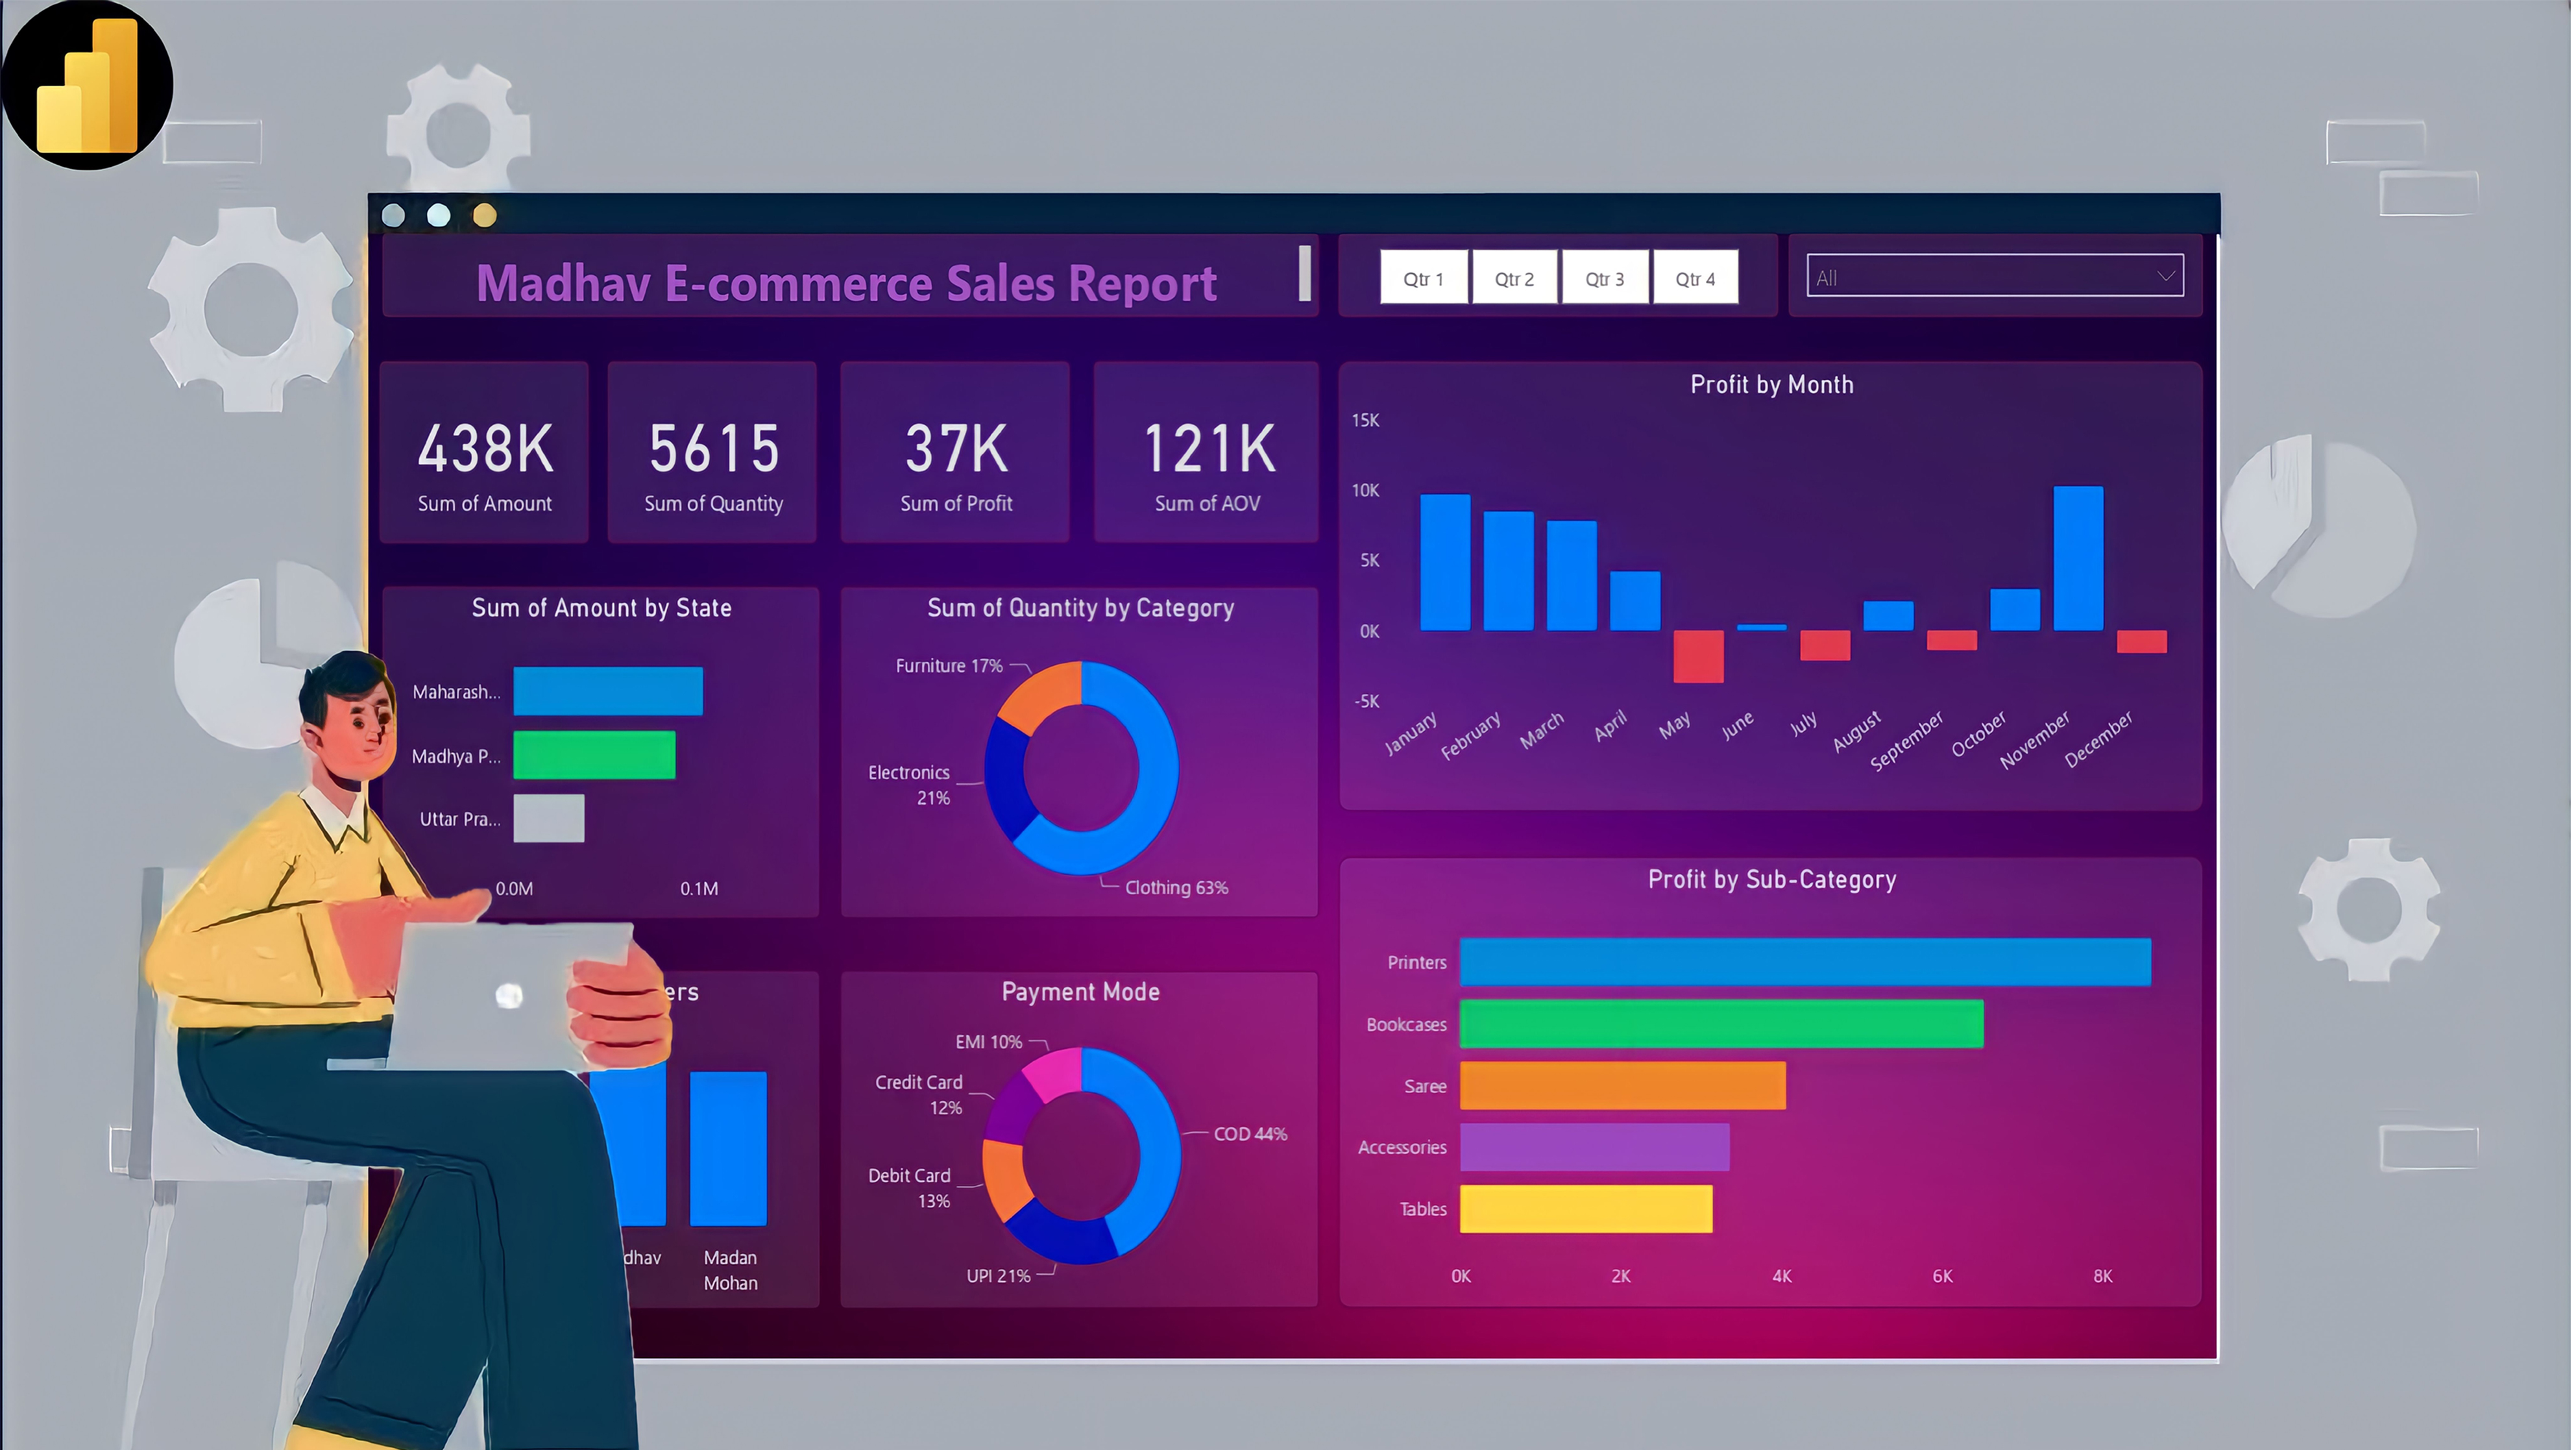 Madhav E-commerce Sales Report
Qtr 1
Qtr 2
Qtr 3
Qtr 4
All
438K
Sum of Amount
5615
Sum of Quantity
37K
Sum of Profit
121K
Sum of AOV
Profit by Month
15K
10K
5K
0K
-5K
January
February
March
April
May
June
July
August
September
October
November
December
Sum of Amount by State
Maharash...
Madhya P...
Uttar Pra...
0.0M
0.1M
Sum of Quantity by Category
Furniture 17%
Electronics
21%
Clothing 63%
ers
dhav
Madan
Mohan
Payment Mode
EMI 10%
Credit Card
12%
Debit Card
13%
UPI 21%
COD 44%
Profit by Sub-Category
Printers
Bookcases
Saree
Accessories
Tables
0K
2K
4K
6K
8K